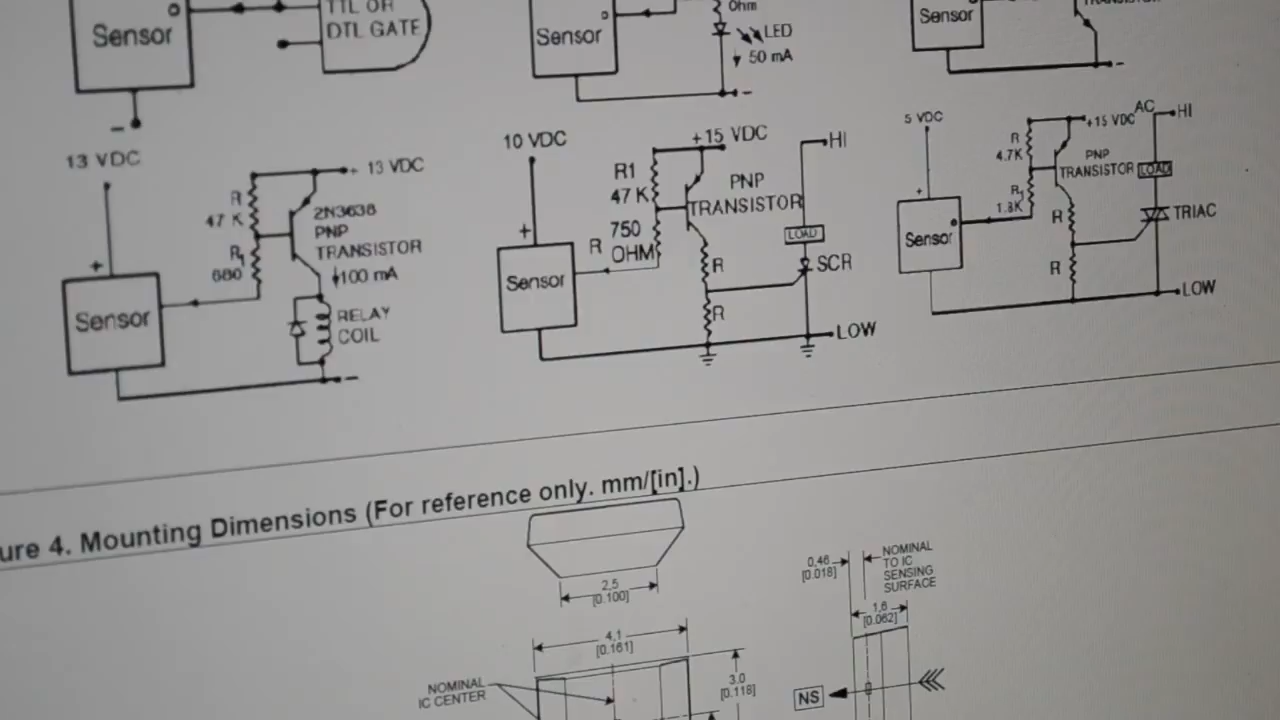 Sensor
TTL OR
DTL GATE
−
Sensor
Ohm
LED
50 mA
−
Sensor
−
13 VDC
+ 13 VDC
R
47 K
2N3638
PNP
TRANSISTOR
R1
680
100 mA
+
Sensor
RELAY
COIL
−
10 VDC
+15 VDC
HI
R1
47 K
PNP
TRANSISTOR
750
OHM
R
+
Sensor
LOAD
SCR
R
R
LOW
5 VDC
+15 VDC
AC
HI
R
4.7K
PNP
TRANSISTOR
LOAD
R1
1.8K
+
Sensor
R
TRIAC
R
LOW
ure 4. Mounting Dimensions (For reference only. mm/[in].)
2,5
[0.100]
0,46
[0.018]
NOMINAL
TO IC
SENSING
SURFACE
1,6
[0.062]
4,1
[0.161]
3.0
[0.118]
NOMINAL
IC CENTER
NS